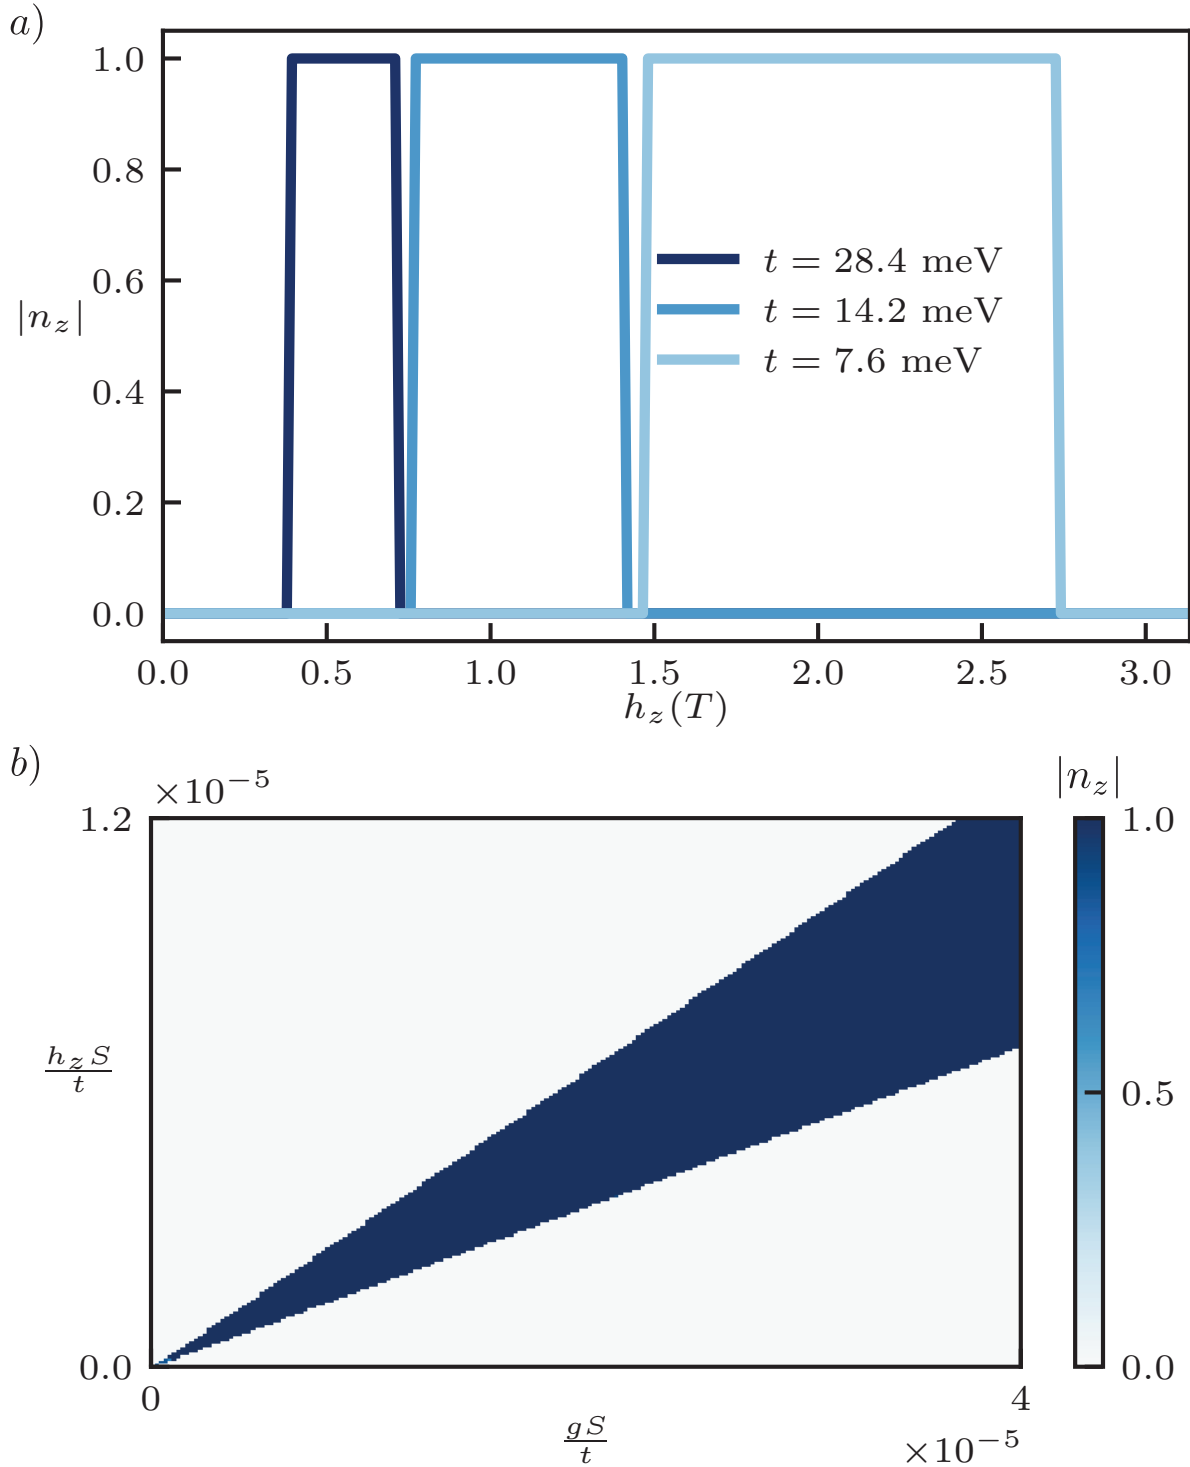 a)
1.0
0.8
0.6
|n_z|
0.4
0.2
0.0
t = 28.4 meV
t = 14.2 meV
t = 7.6 meV
0.0 0.5 1.0 1.5 2.0 2.5 3.0
h_z(T)
b)
×10⁻⁵
|n_z|
1.2
h_z S
t
0.0
1.0
0.5
0.0
0 4
gS
t
×10⁻⁵